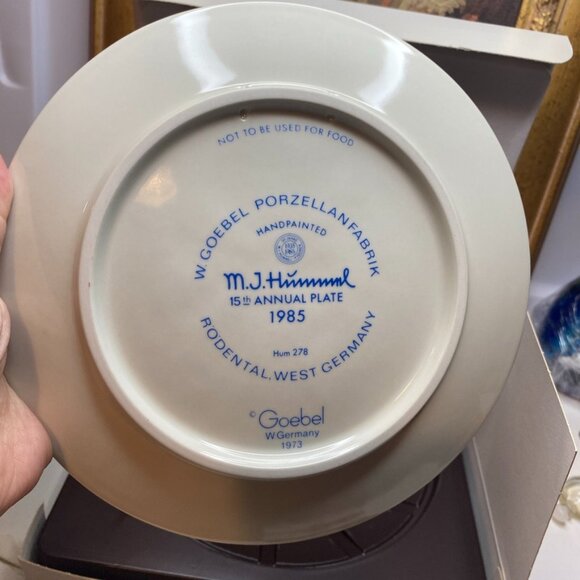 NOT TO BE USED FOR FOOD
W. GOEBEL PORZELLANFABRIK
HANDPAINTED
M.J.Hümmel
15th ANNUAL PLATE
1985
RODENTAL, WEST GERMANY
Hum 278
© Goebel
W.Germany
1973